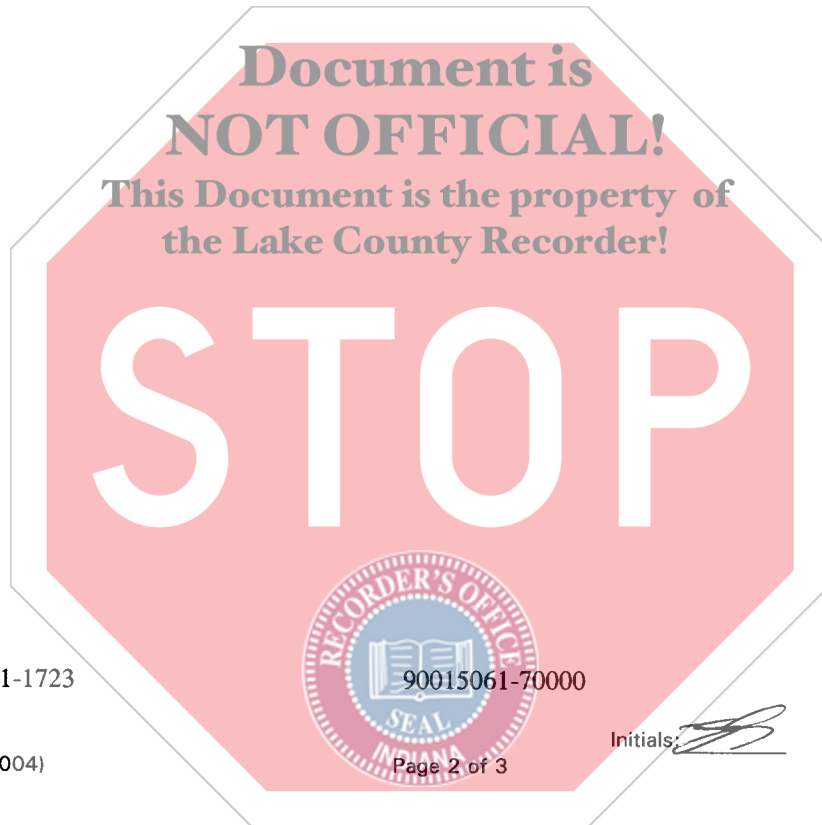 Document is
NOT OFFICIAL!
This Document is the property of
the Lake County Recorder!
STOP
RECORDER'S OFFICE
1-1723
90015061-70000
SEAL
Initials:
INDIANA
004)
Page 2 of 3